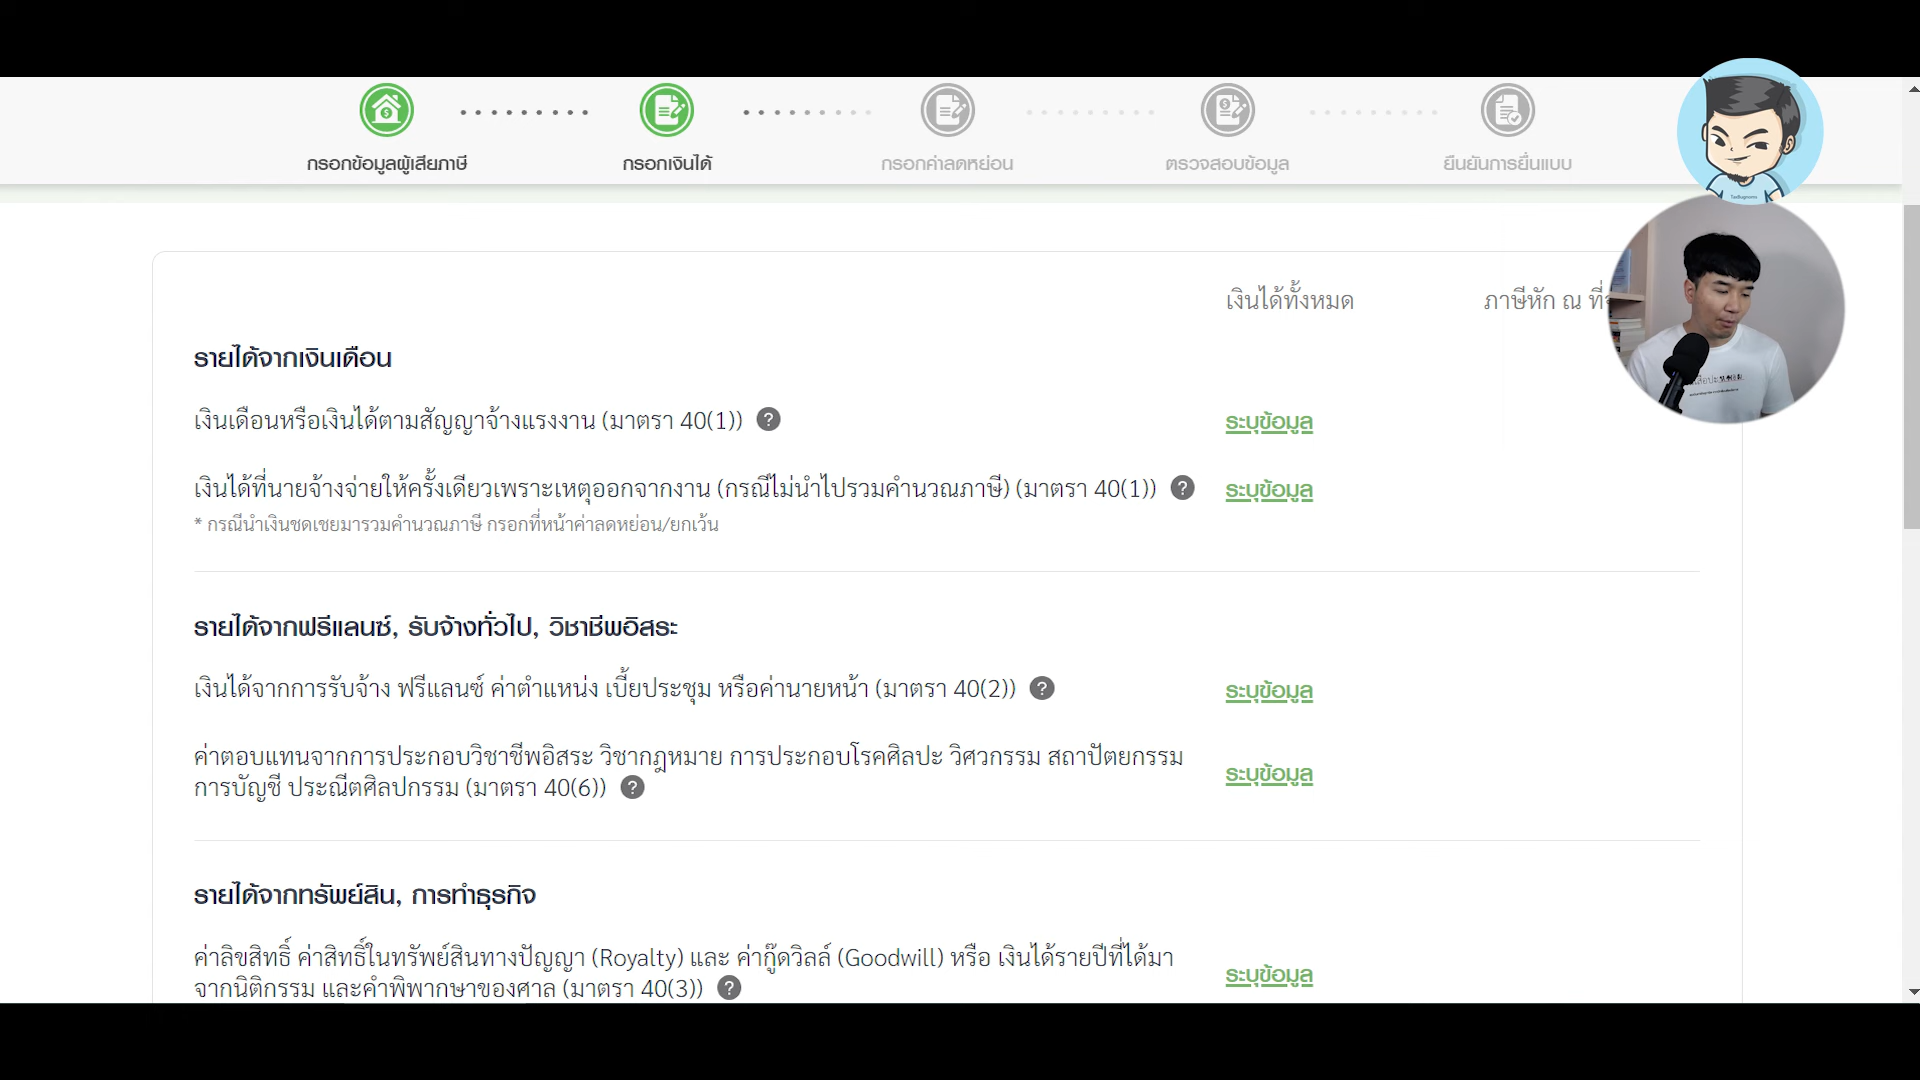 กรอกข้อมูลผู้เสียภาษี
กรอกเงินได้
กรอกค่าลดหย่อน
ตรวจสอบข้อมูล
ยืนยันการยื่นแบบ
เงินได้ทั้งหมด
ภาษีหัก ณ
รายได้จากเงินเดือน
เงินเดือนหรือเงินได้ตามสัญญาจ้างแรงงาน (มาตรา 40(1)) ?
ระบุข้อมูล
เงินได้ที่นายจ้างจ่ายให้ครั้งเดียวเพราะเหตุออกจากงาน (กรณีไม่นำไปรวมคำนวณภาษี) (มาตรา 40(1)) ?
ระบุข้อมูล
* กรณีนำเงินชดเชยมารวมคำนวณภาษี กรอกที่หน้าค่าลดหย่อน/ยกเว้น
รายได้จากฟรีแลนซ์, รับจ้างทั่วไป, วิชาชีพอิสระ
เงินได้จากการรับจ้าง ฟรีแลนซ์ ค่าตำแหน่ง เบี้ยประชุม หรือค่านายหน้า (มาตรา 40(2)) ?
ระบุข้อมูล
ค่าตอบแทนจากการประกอบวิชาชีพอิสระ วิชากฎหมาย การประกอบโรคศิลปะ วิศวกรรม สถาปัตยกรรม
การบัญชี ประณีตศิลปกรรม (มาตรา 40(6)) ?
ระบุข้อมูล
รายได้จากทรัพย์สิน, การทำธุรกิจ
ค่าลิขสิทธิ์ ค่าสิทธิ์ในทรัพย์สินทางปัญญา (Royalty) และ ค่ากู๊ดวิลล์ (Goodwill) หรือ เงินได้รายปีที่ได้มา
จากนิติกรรม และคำพิพากษาของศาล (มาตรา 40(3)) ?
ระบุข้อมูล